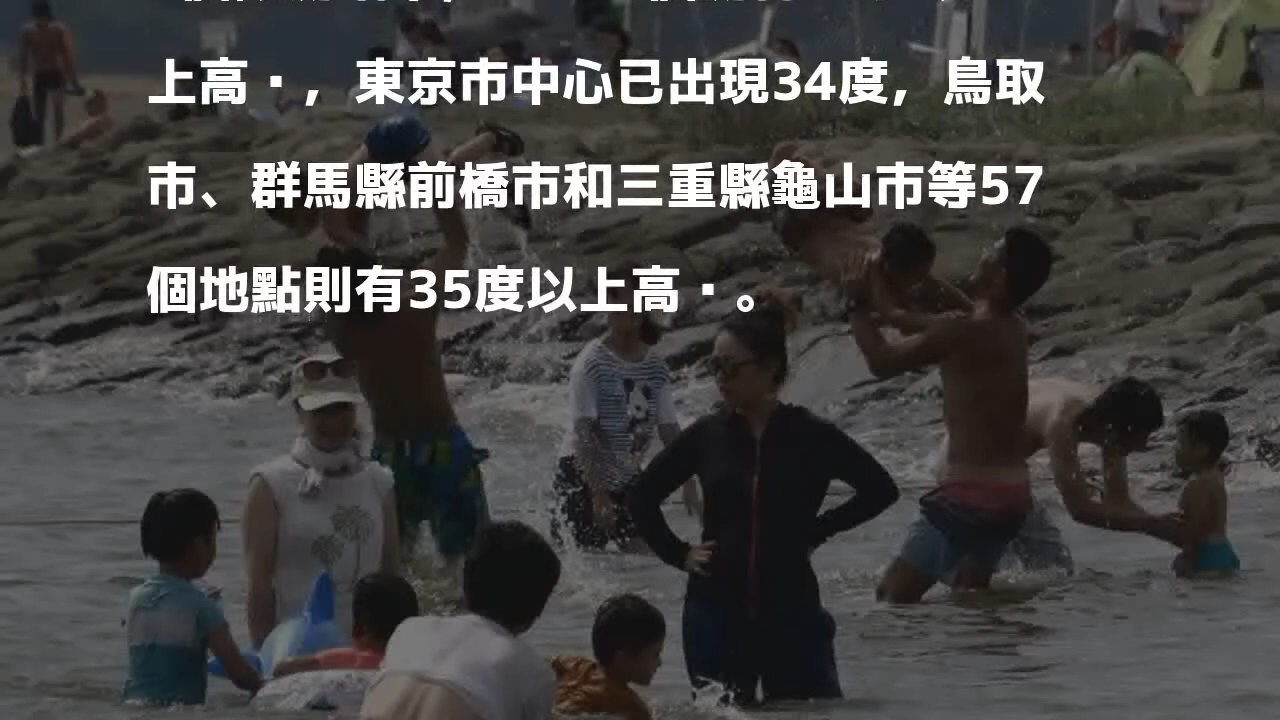 上高·，東京市中心已出現34度，鳥取
市、群馬縣前橋市和三重縣龜山市等57
個地點則有35度以上高·。